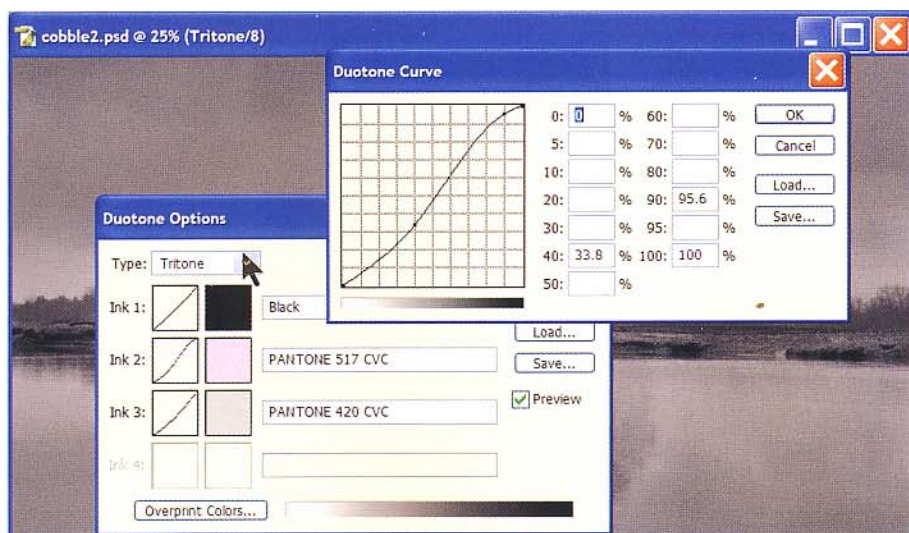 cobble2.psd @ 25% (Tritone/8)
Duotone Curve
0: 0 % 60: %
5: % 70: %
10: % 80: %
20: % 90: 95.6 %
30: % 95: %
40: 33.8 % 100: 100 %
50: %
OK
Cancel
Load...
Save...
Duotone Options
Type: Tritone
Ink 1: Black
Ink 2: PANTONE 517 CVC
Ink 3: PANTONE 420 CVC
Ink 4:
Load...
Save...
Preview
Overprint Colors...